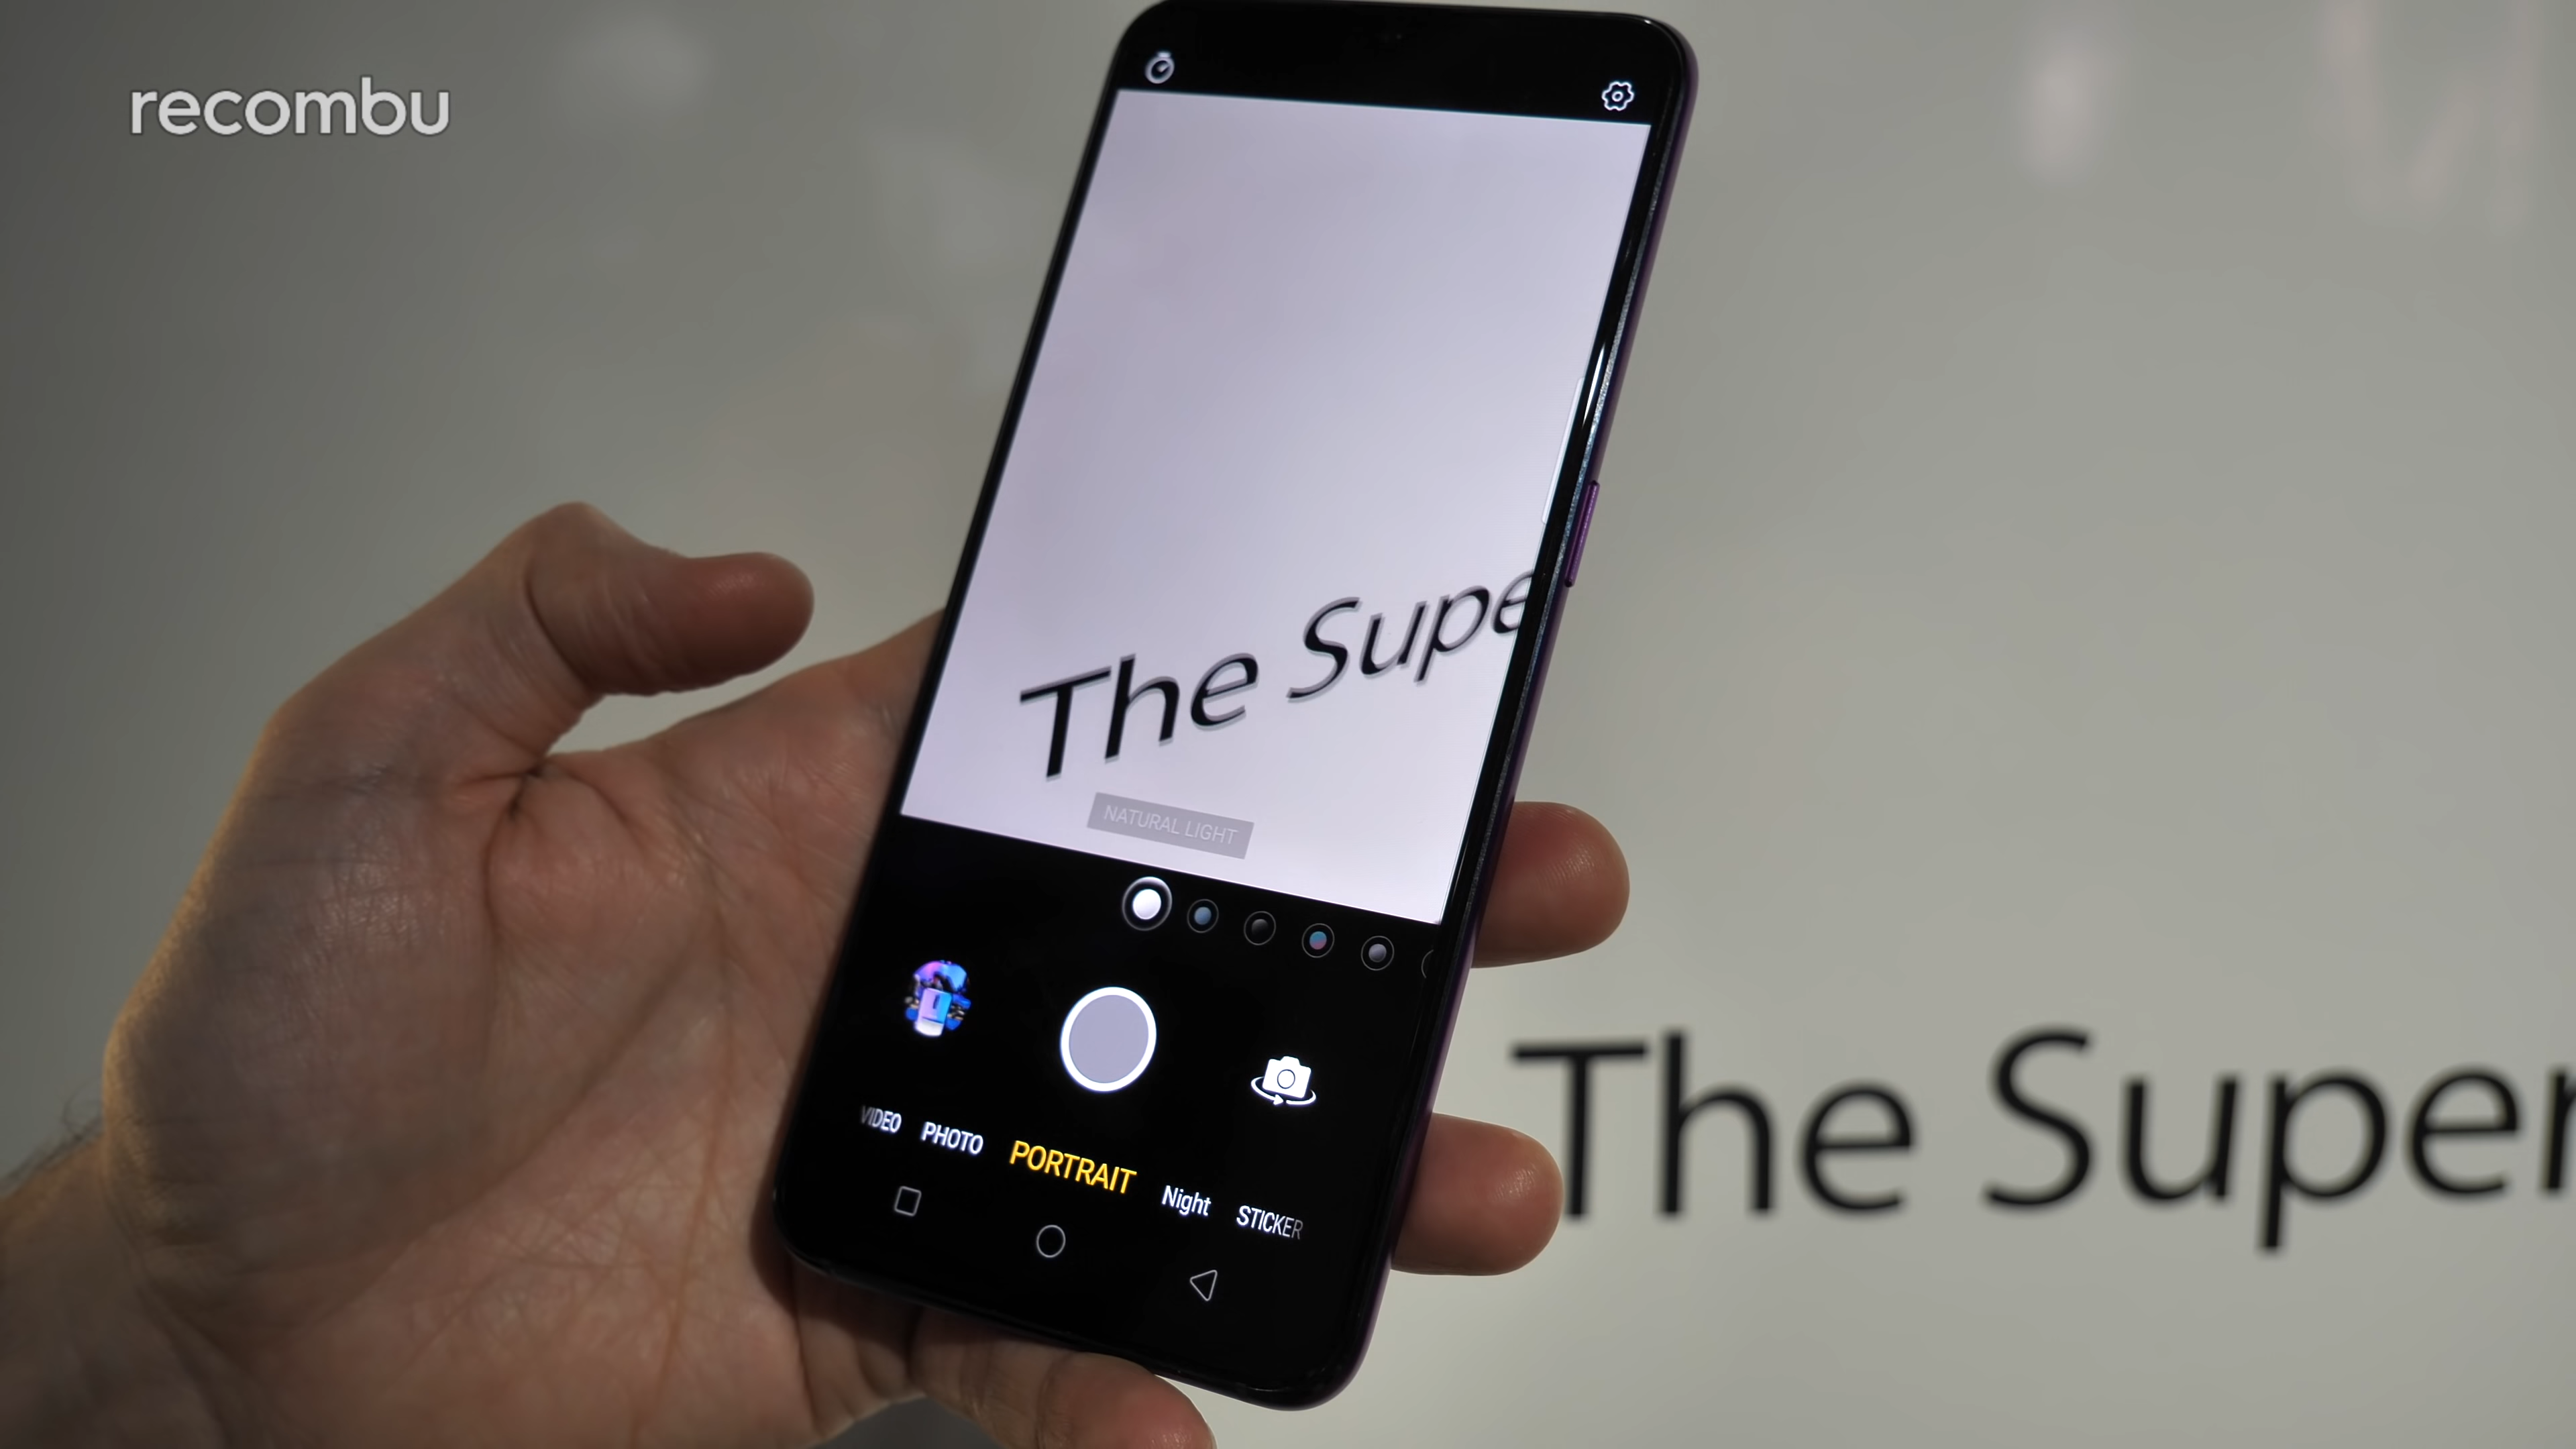 recombu
The Supe
NATURAL LIGHT
VIDEO PHOTO PORTRAIT Night STICKER
The Super